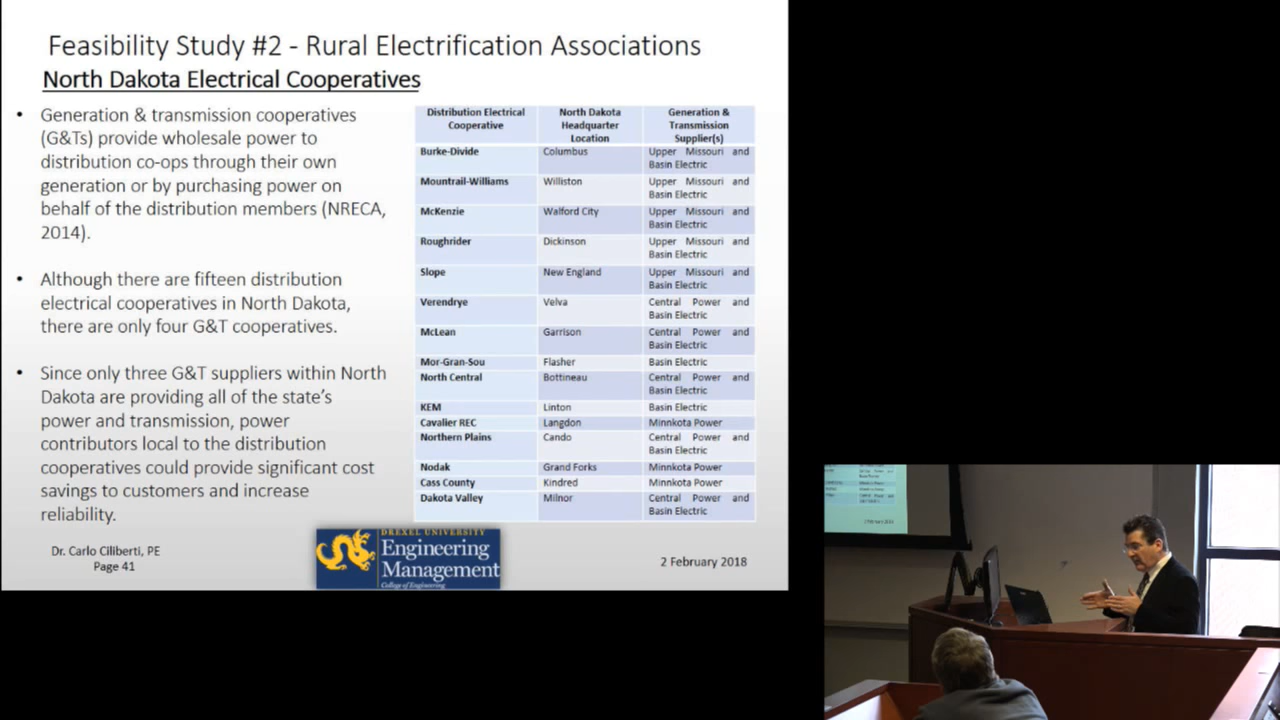 Feasibility Study #2 - Rural Electrification Associations
North Dakota Electrical Cooperatives
• Generation & transmission cooperatives
(G&Ts) provide wholesale power to
distribution co-ops through their own
generation or by purchasing power on
behalf of the distribution members (NRECA,
2014).
• Although there are fifteen distribution
electrical cooperatives in North Dakota,
there are only four G&T cooperatives.
• Since only three G&T suppliers within North
Dakota are providing all of the state's
power and transmission, power
contributors local to the distribution
cooperatives could provide significant cost
savings to customers and increase
reliability.
Distribution Electrical Cooperative North Dakota Headquarter Location Generation & Transmission Supplier(s)
Burke-Divide Columbus Upper Missouri and Basin Electric
Mountrail-Williams Williston Upper Missouri and Basin Electric
McKenzie Walford City Upper Missouri and Basin Electric
Roughrider Dickinson Upper Missouri and Basin Electric
Slope New England Upper Missouri and Basin Electric
Verendrye Velva Central Power and Basin Electric
McLean Garrison Central Power and Basin Electric
Mor-Gran-Sou Flasher Basin Electric
North Central Bottineau Central Power and Basin Electric
KEM Linton Basin Electric
Cavalier REC Langdon Minnkota Power
Northern Plains Cando Central Power and Basin Electric
Nodak Grand Forks Minnkota Power
Cass County Kindred Minnkota Power
Dakota Valley Milnor Central Power and Basin Electric
Dr. Carlo Ciliberti, PE
Page 41
DREXEL UNIVERSITY
Engineering
Management
College of Engineering
2 February 2018